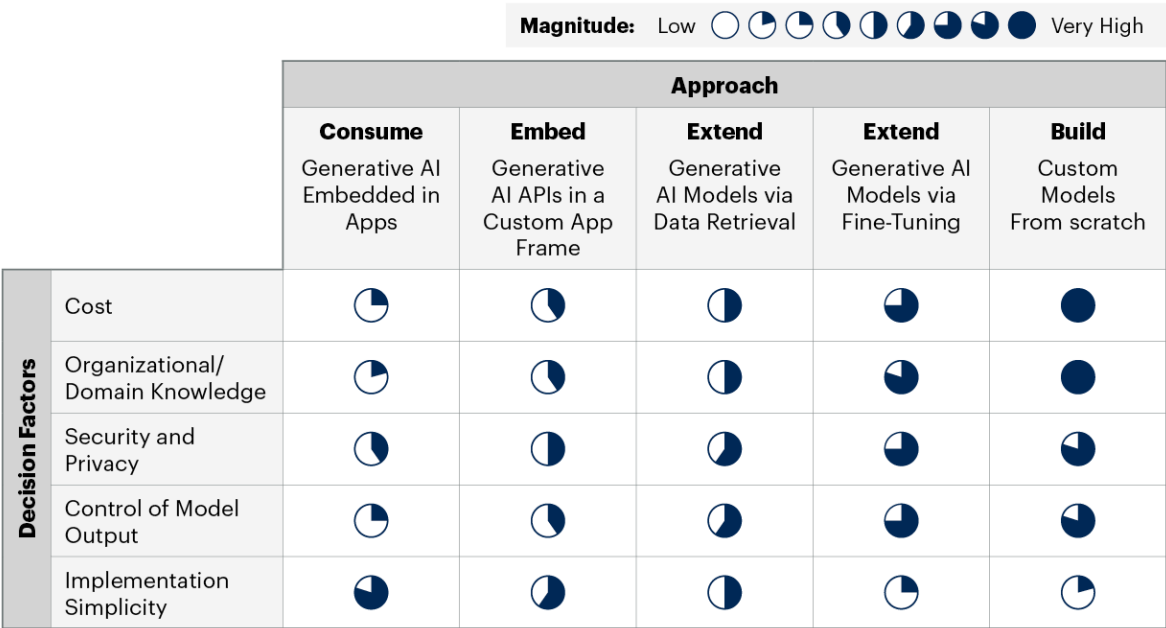 Magnitude: Low Very High
Approach
Consume
Generative AI
Embedded in
Apps
Embed
Generative
AI APIs in a
Custom App
Frame
Extend
Generative
AI Models via
Data Retrieval
Extend
Generative AI
Models via
Fine-Tuning
Build
Custom
Models
From scratch
Decision Factors
Cost
Organizational/
Domain Knowledge
Security and
Privacy
Control of Model
Output
Implementation
Simplicity